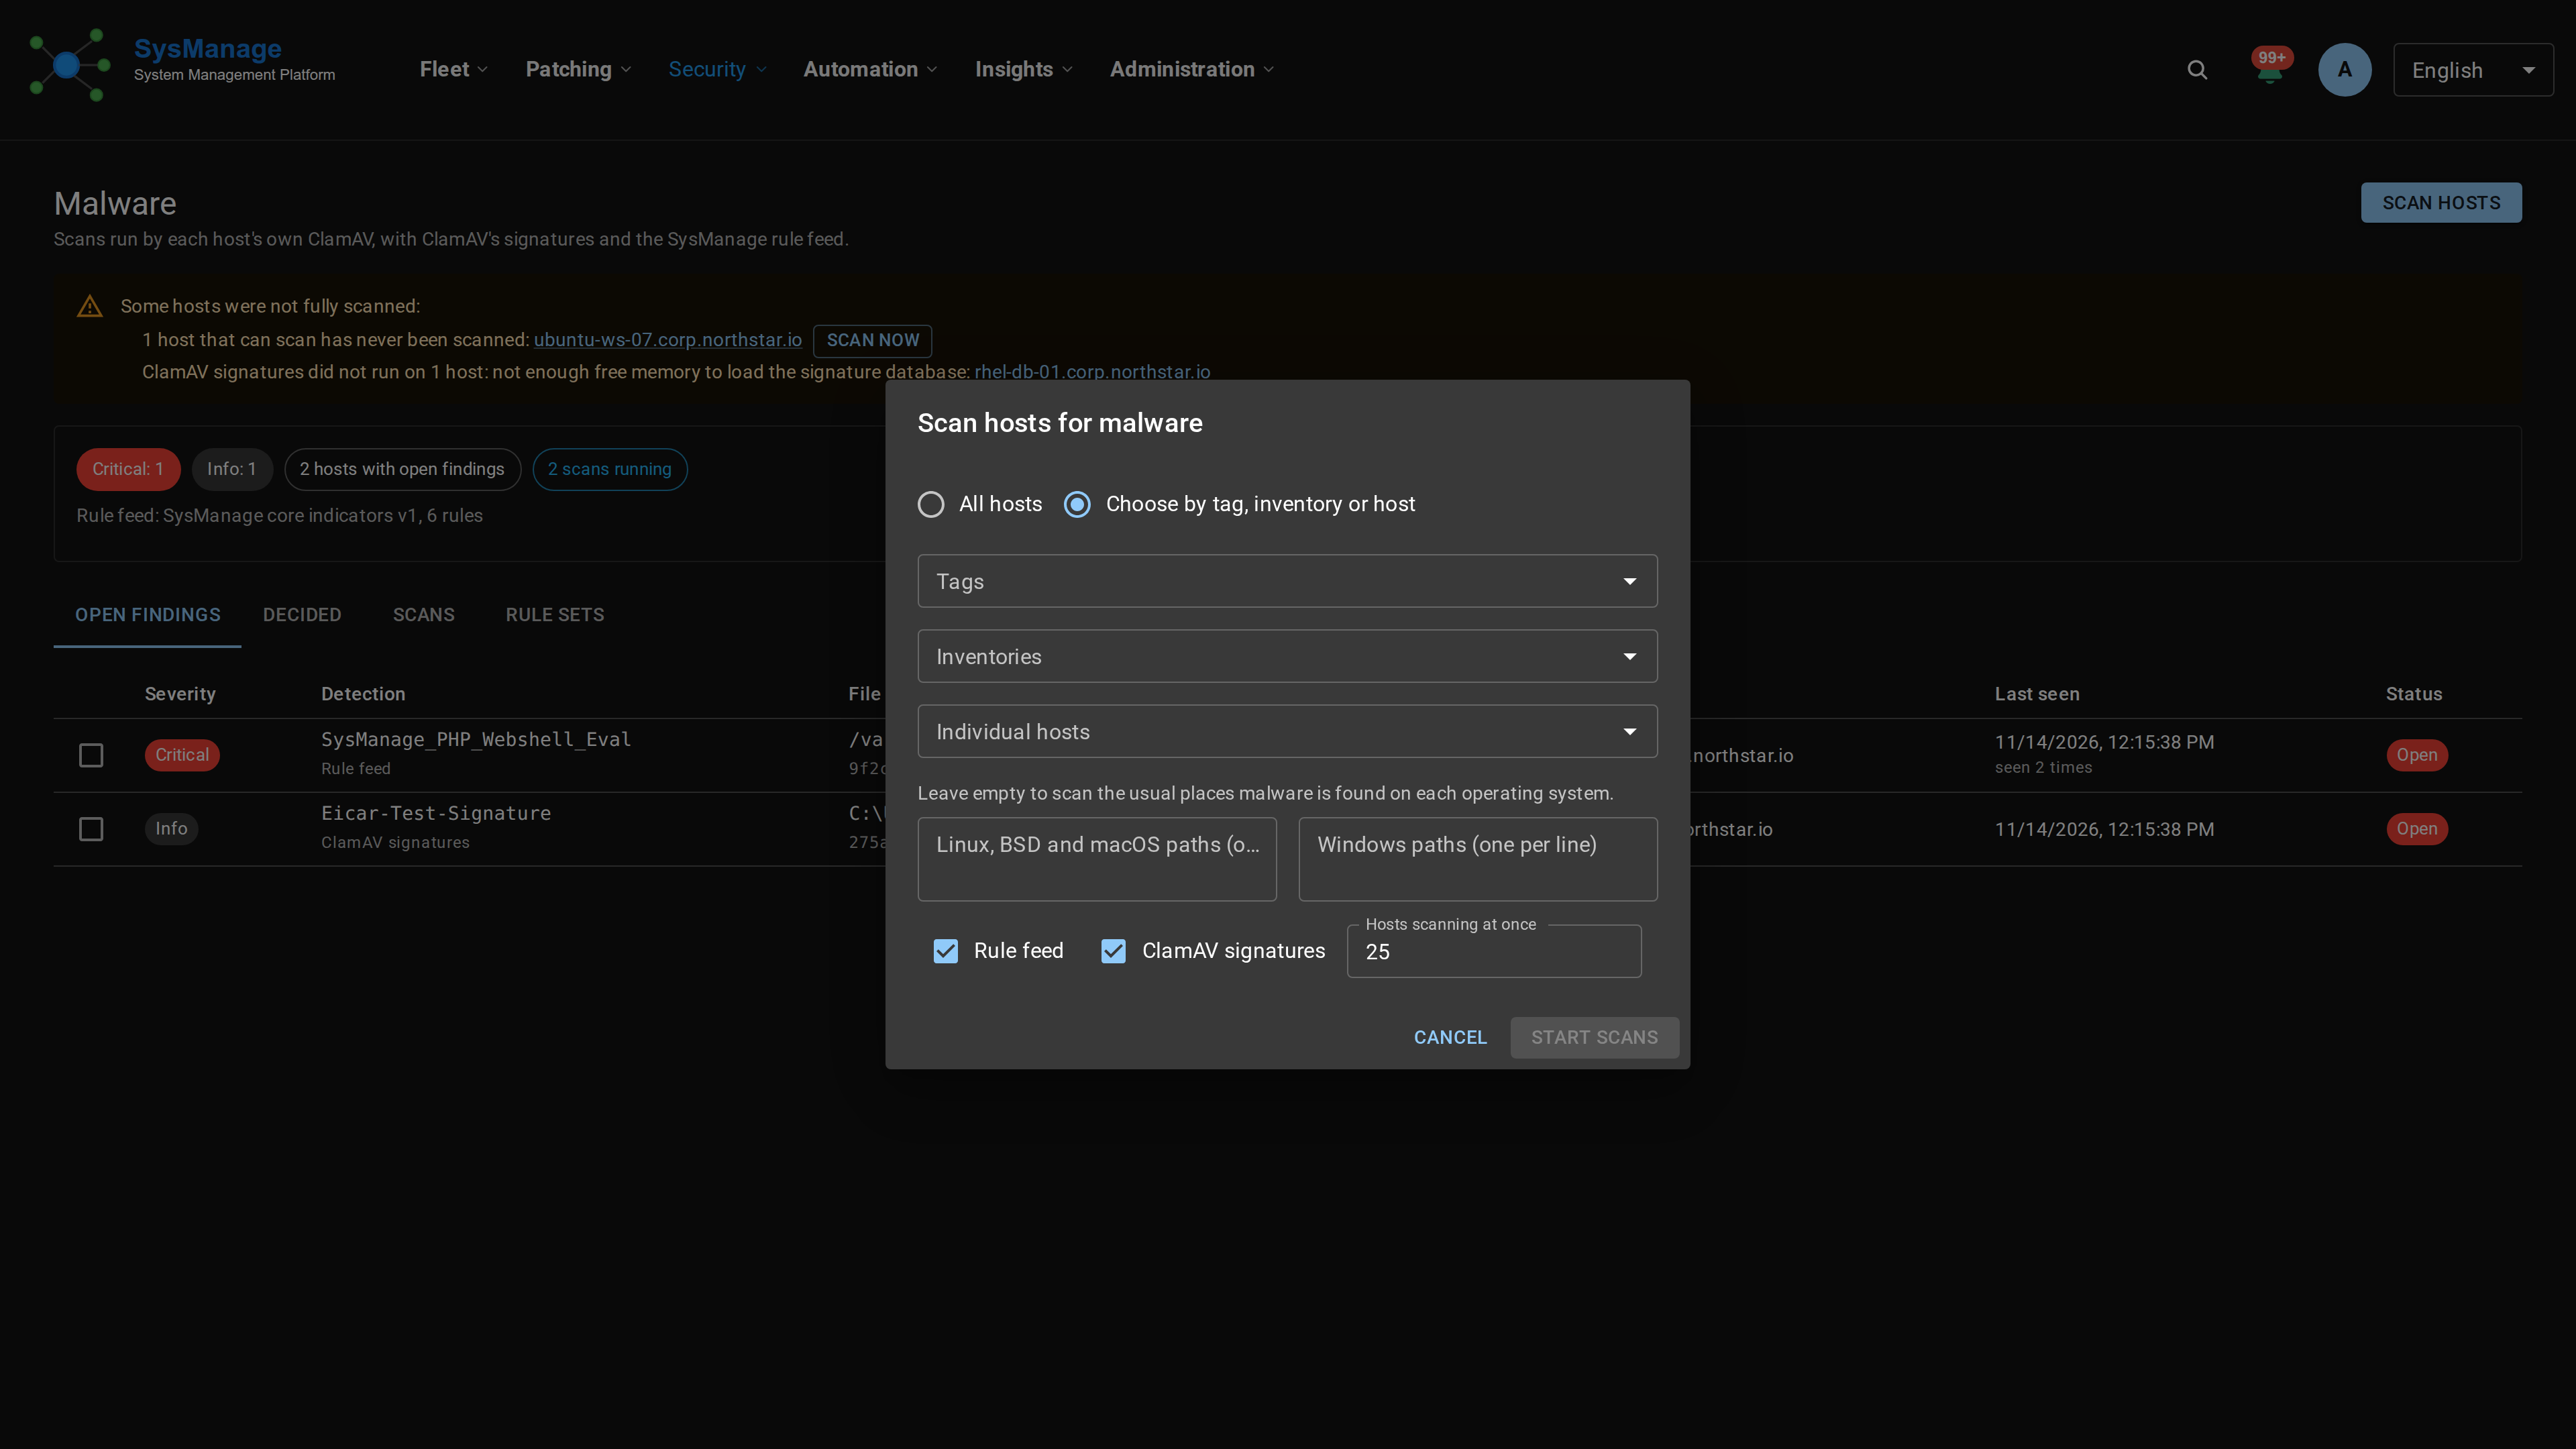 SysManage
System Management Platform
Fleet
Patching
Security
Automation
Insights
Administration
99+
A
English
Malware
SCAN HOSTS
Scans run by each host's own ClamAV, with ClamAV's signatures and the SysManage rule feed.
Some hosts were not fully scanned:
1 host that can scan has never been scanned: ubuntu-ws-07.corp.northstar.io SCAN NOW
ClamAV signatures did not run on 1 host: not enough free memory to load the signature database: rhel-db-01.corp.northstar.io
Critical: 1
Info: 1
2 hosts with open findings
2 scans running
Rule feed: SysManage core indicators v1, 6 rules
OPEN FINDINGS
DECIDED
SCANS
RULE SETS
Severity
Detection
File
Last seen
Status
Critical
SysManage_PHP_Webshell_Eval
Rule feed
/va
.northstar.io
11/14/2026, 12:15:38 PM
seen 2 times
Open
Info
Eicar-Test-Signature
ClamAV signatures
C:\
275a
11/14/2026, 12:15:38 PM
Open
Scan hosts for malware
All hosts
Choose by tag, inventory or host
Tags
Inventories
Individual hosts
Leave empty to scan the usual places malware is found on each operating system.
Linux, BSD and macOS paths (o...
Windows paths (one per line)
Rule feed
ClamAV signatures
Hosts scanning at once
25
CANCEL
START SCANS